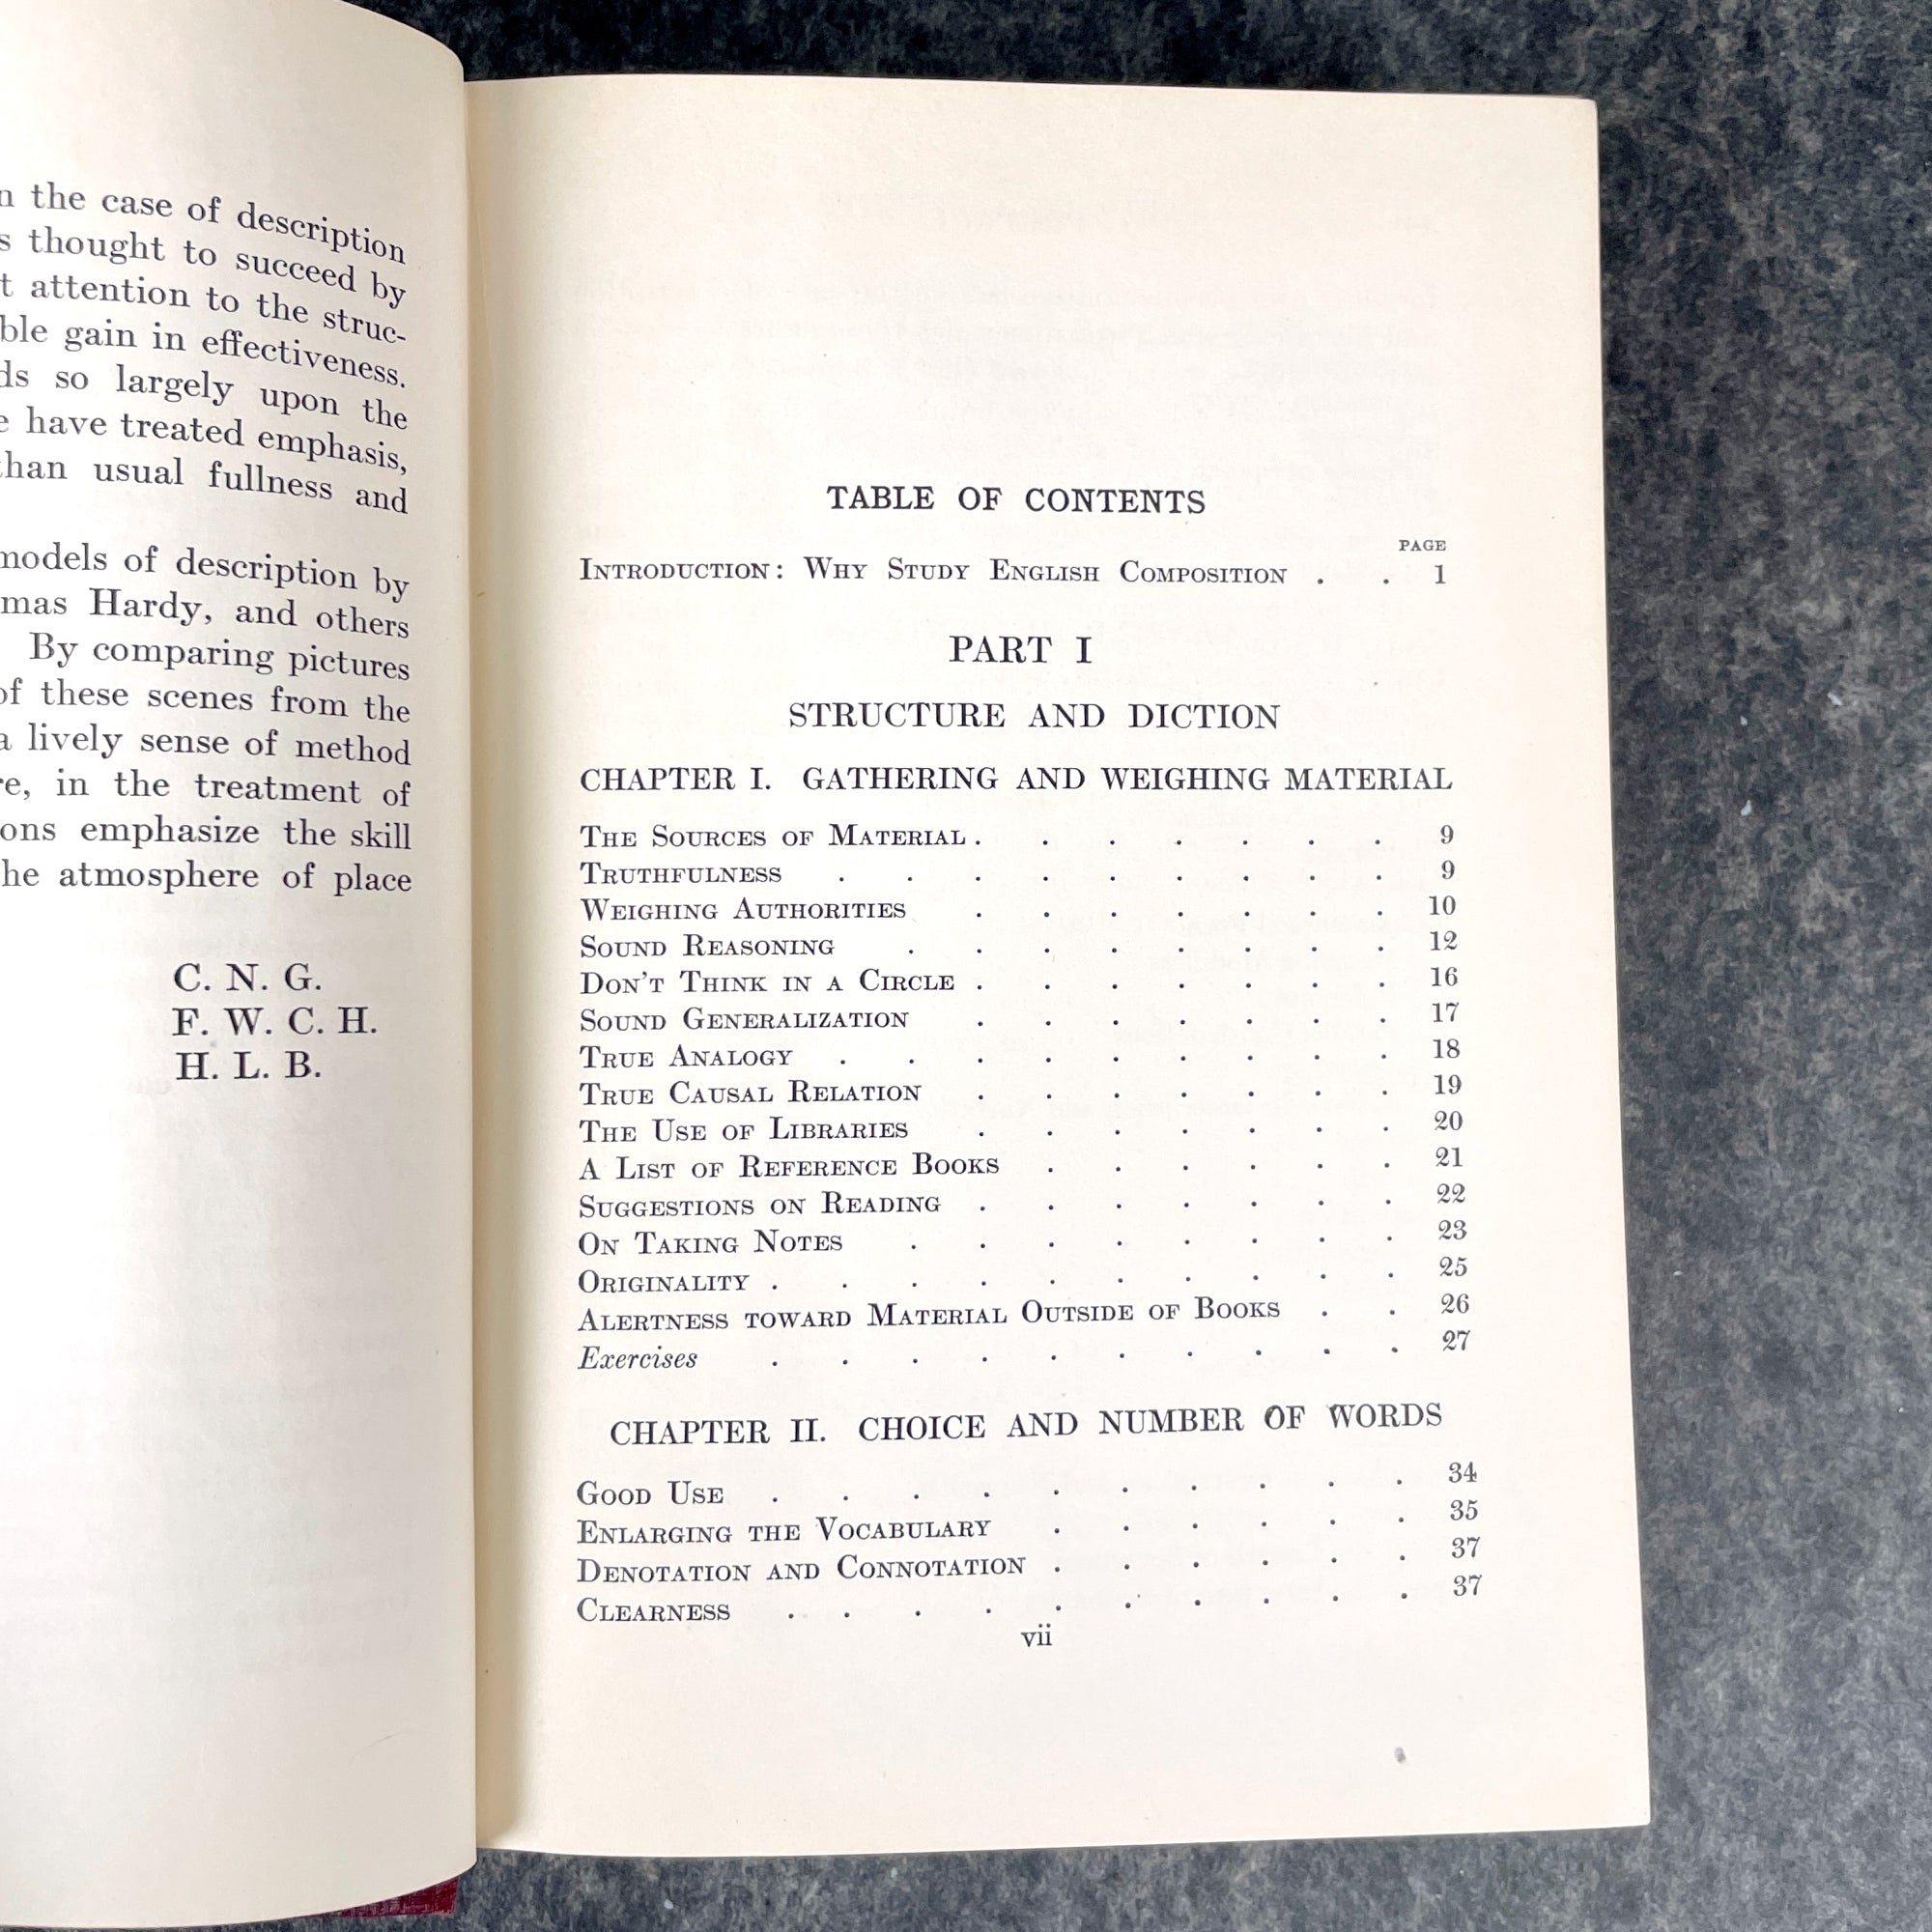 n the case of description
s thought to succeed by
t attention to the struc-
ble gain in effectiveness.
ds so largely upon the
e have treated emphasis,
than usual fullness and
models of description by
mas Hardy, and others
By comparing pictures
of these scenes from the
a lively sense of method
re, in the treatment of
ons emphasize the skill
he atmosphere of place
C. N. G.
F. W. C. H.
H. L. B.
TABLE OF CONTENTS
PAGE
INTRODUCTION: WHY STUDY ENGLISH COMPOSITION . . 1
PART I
STRUCTURE AND DICTION
CHAPTER I. GATHERING AND WEIGHING MATERIAL
THE SOURCES OF MATERIAL . . . . . . . 9
TRUTHFULNESS . . . . . . . . . 9
WEIGHING AUTHORITIES . . . . . . . 10
SOUND REASONING . . . . . . . . 12
DON'T THINK IN A CIRCLE . . . . . . . 16
SOUND GENERALIZATION . . . . . . . 17
TRUE ANALOGY . . . . . . . . . 18
TRUE CAUSAL RELATION . . . . . . . 19
THE USE OF LIBRARIES . . . . . . . 20
A LIST OF REFERENCE BOOKS . . . . . . 21
SUGGESTIONS ON READING . . . . . . . 22
ON TAKING NOTES . . . . . . . . 23
ORIGINALITY . . . . . . . . . . 25
ALERTNESS TOWARD MATERIAL OUTSIDE OF BOOKS . . 26
Exercises . . . . . . . . . . 27
CHAPTER II. CHOICE AND NUMBER OF WORDS
GOOD USE . . . . . . . . . . 34
ENLARGING THE VOCABULARY . . . . . . 35
DENOTATION AND CONNOTATION . . . . . . 37
CLEARNESS . . . . . . . . . . 37
vii